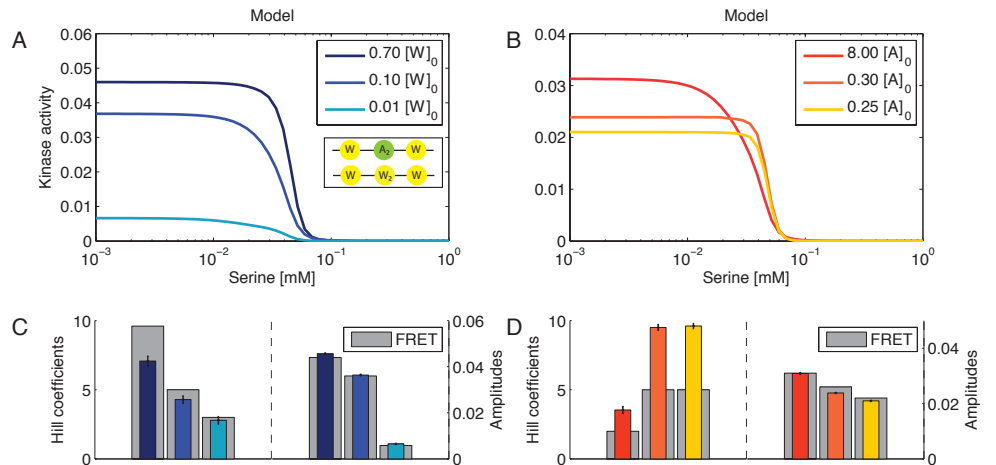 Model
A
0.06
0.05
0.04
0.03
0.02
0.01
0
Kinase activity
0.70 [W]₀
0.10 [W]₀
0.01 [W]₀
W A₂ W
W W₂ W
10⁻³ 10⁻² 10⁻¹ 10⁰
Serine [mM]
Model
B
0.04
0.03
0.02
0.01
0
8.00 [A]₀
0.30 [A]₀
0.25 [A]₀
10⁻³ 10⁻² 10⁻¹ 10⁰
Serine [mM]
C
10
5
0
Hill coefficients
FRET
0.06
0.04
0.02
0.00
Amplitudes
D
10
5
0
Hill coefficients
FRET
0.04
0.02
0.00
Amplitudes